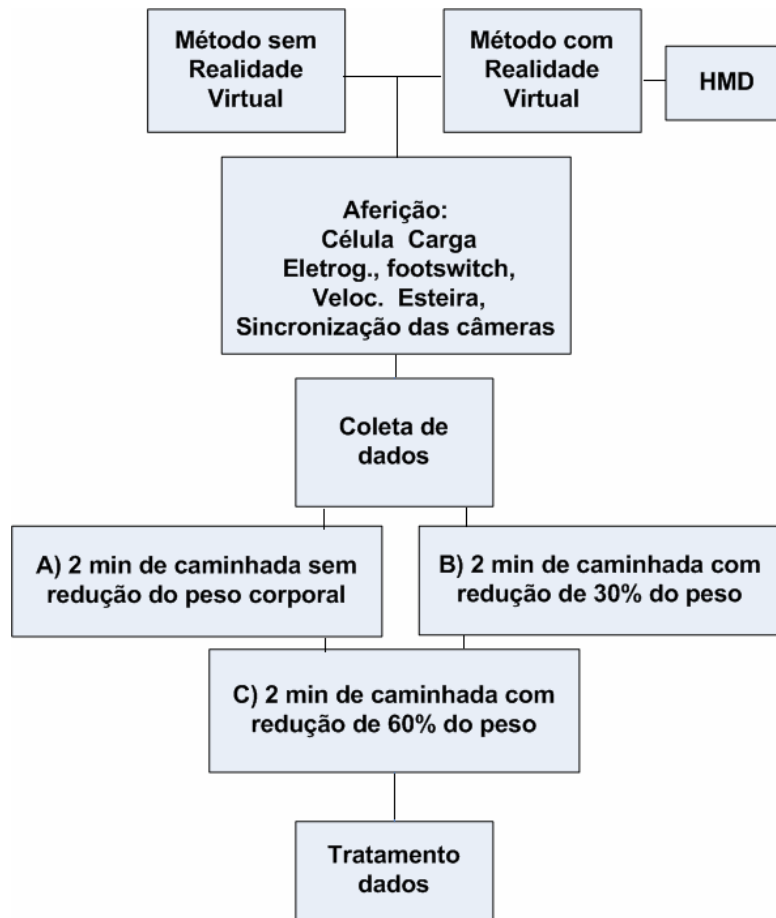 Método sem
Realidade
Virtual
Método com
Realidade
Virtual
HMD
Aferição:
Célula Carga
Eletrog., footswitch,
Veloc. Esteira,
Sincronização das câmeras
Coleta de
dados
A) 2 min de caminhada sem
redução do peso corporal
B) 2 min de caminhada com
redução de 30% do peso
C) 2 min de caminhada com
redução de 60% do peso
Tratamento
dados